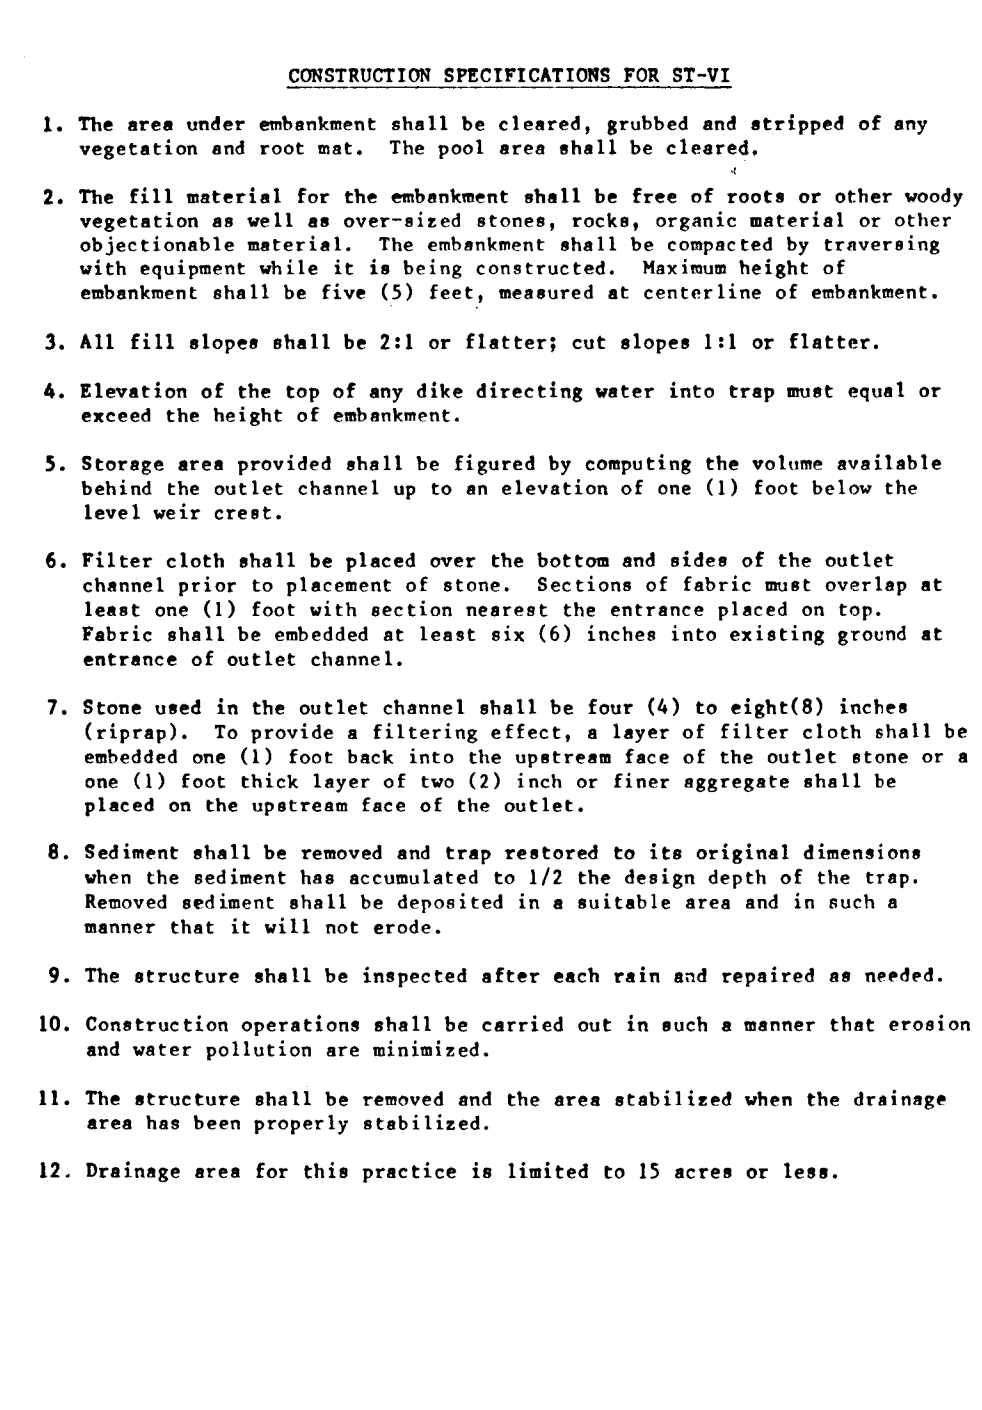 CONSTRUCTION SPECIFICATIONS FOR ST-VI
1. The area under embankment shall be cleared, grubbed and stripped of any
vegetation and root mat. The pool area shall be cleared.
2. The fill material for the embankment shall be free of roots or other woody
vegetation as well as over-sized stones, rocks, organic material or other
objectionable material. The embankment shall be compacted by traversing
with equipment while it is being constructed. Maximum height of
embankment shall be five (5) feet, measured at centerline of embankment.
3. All fill slopes shall be 2:1 or flatter; cut slopes 1:1 or flatter.
4. Elevation of the top of any dike directing water into trap must equal or
exceed the height of embankment.
5. Storage area provided shall be figured by computing the volume available
behind the outlet channel up to an elevation of one (1) foot below the
level weir crest.
6. Filter cloth shall be placed over the bottom and sides of the outlet
channel prior to placement of stone. Sections of fabric must overlap at
least one (1) foot with section nearest the entrance placed on top.
Fabric shall be embedded at least six (6) inches into existing ground at
entrance of outlet channel.
7. Stone used in the outlet channel shall be four (4) to eight(8) inches
(riprap). To provide a filtering effect, a layer of filter cloth shall be
embedded one (1) foot back into the upstream face of the outlet stone or a
one (1) foot thick layer of two (2) inch or finer aggregate shall be
placed on the upstream face of the outlet.
8. Sediment shall be removed and trap restored to its original dimensions
when the sediment has accumulated to 1/2 the design depth of the trap.
Removed sediment shall be deposited in a suitable area and in such a
manner that it will not erode.
9. The structure shall be inspected after each rain and repaired as needed.
10. Construction operations shall be carried out in such a manner that erosion
and water pollution are minimized.
11. The structure shall be removed and the area stabilized when the drainage
area has been properly stabilized.
12. Drainage area for this practice is limited to 15 acres or less.